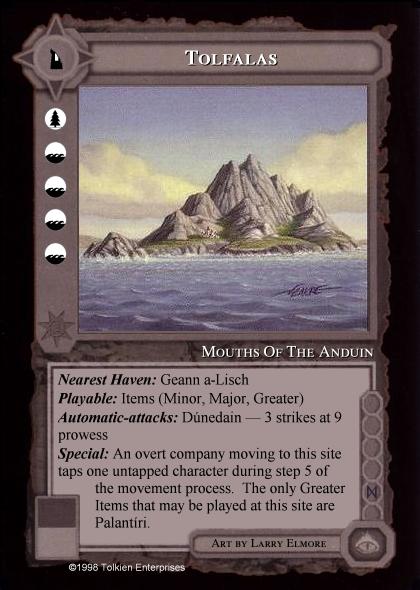 TOLFALAS
MOUTHS OF THE ANDUIN
Nearest Haven: Geann a-Lisch
Playable: Items (Minor, Major, Greater)
Automatic-attacks: Dúnedain — 3 strikes at 9
prowess
Special: An overt company moving to this site
taps one untapped character during step 5 of
the movement process. The only Greater
Items that may be played at this site are
Palantíri.
ART BY LARRY ELMORE
©1998 Tolkien Enterprises